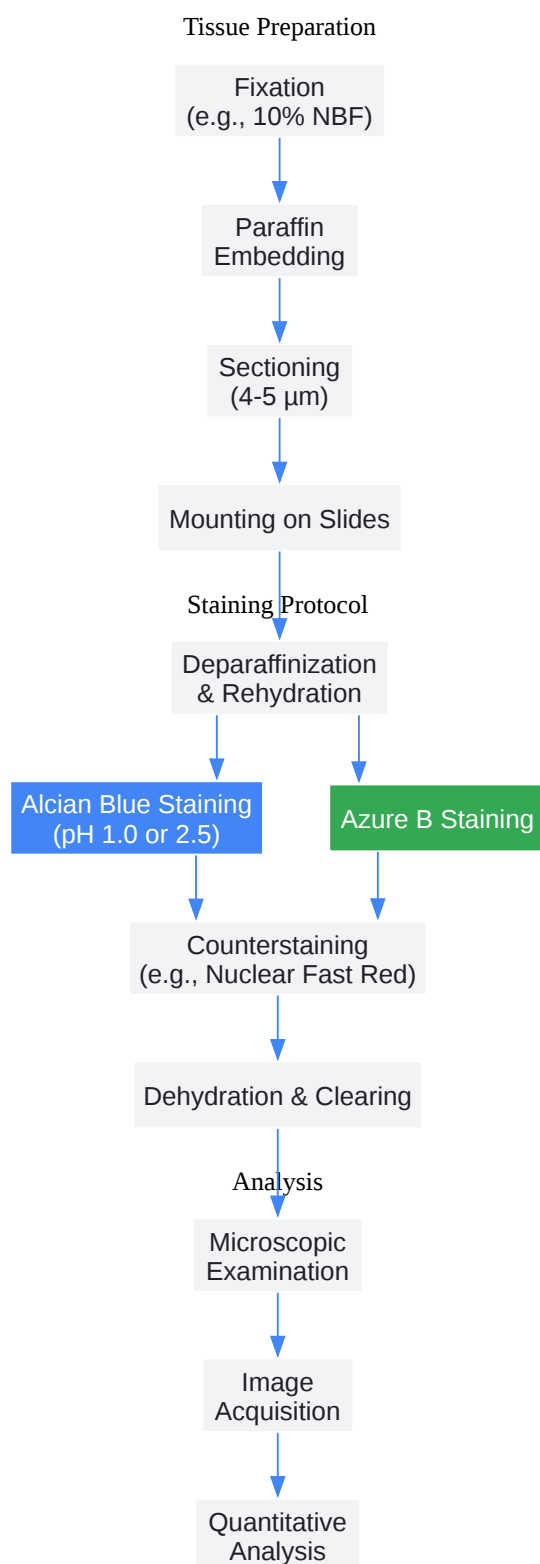 Tissue Preparation
Fixation
(e.g., 10% NBF)
Paraffin
Embedding
Sectioning
(4-5 µm)
Mounting on Slides
Staining Protocol
Deparaffinization
& Rehydration
Alcian Blue Staining
(pH 1.0 or 2.5)
Azure B Staining
Counterstaining
(e.g., Nuclear Fast Red)
Dehydration & Clearing
Analysis
Microscopic
Examination
Image
Acquisition
Quantitative
Analysis